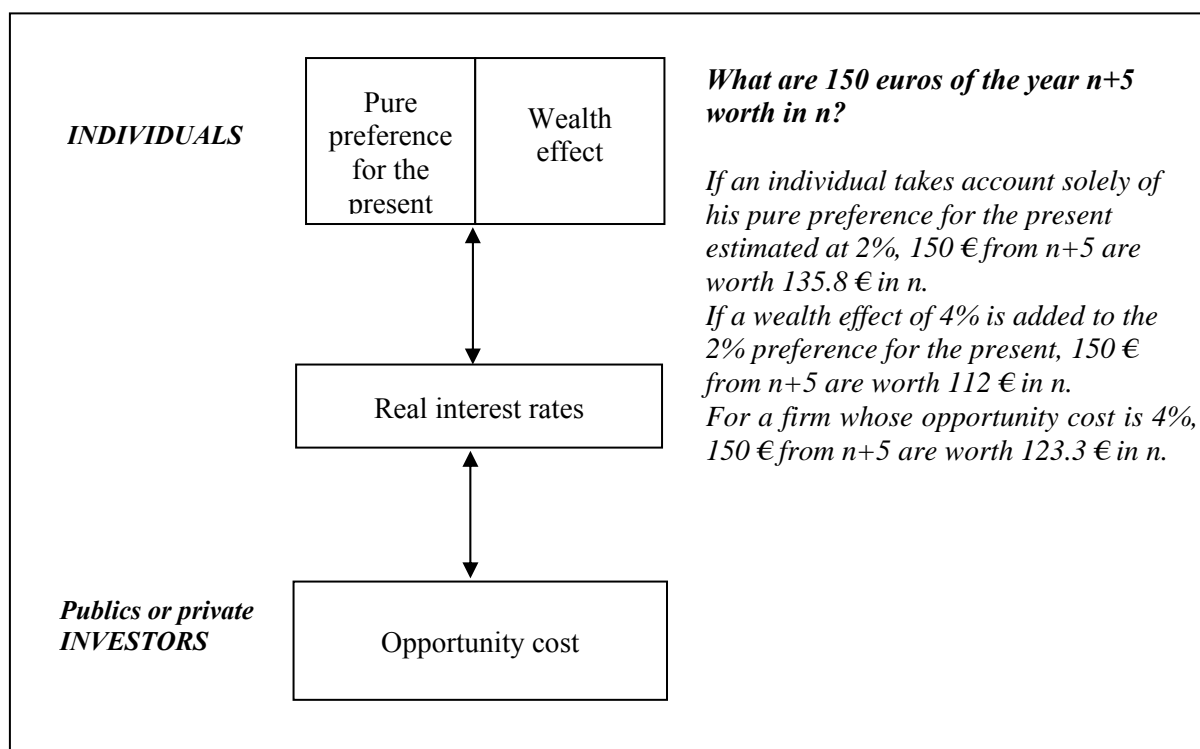 INDIVIDUALS
Pure
preference
for the
present
Wealth
effect
Real interest rates
Publics or private
INVESTORS
Opportunity cost
What are 150 euros of the year n+5
worth in n?
If an individual takes account solely of
his pure preference for the present
estimated at 2%, 150 € from n+5 are
worth 135.8 € in n.
If a wealth effect of 4% is added to the
2% preference for the present, 150 €
from n+5 are worth 112 € in n.
For a firm whose opportunity cost is 4%,
150 € from n+5 are worth 123.3 € in n.